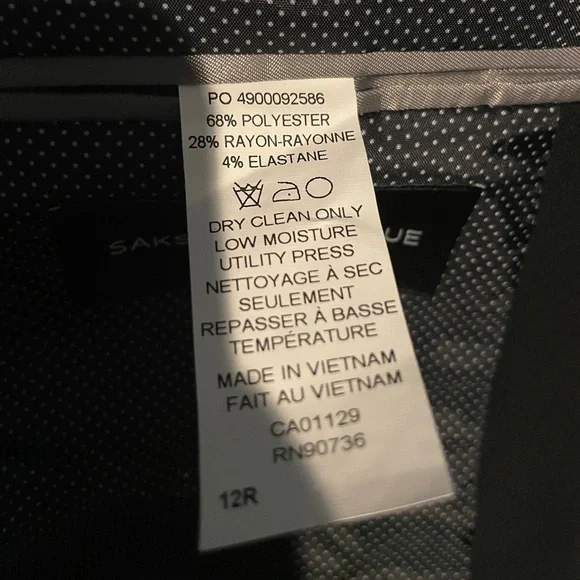 PO 4900092586
68% POLYESTER
28% RAYON-RAYONNE
4% ELASTANE
DRY CLEAN ONLY
LOW MOISTURE
UTILITY PRESS
NETTOYAGE À SEC
SEULEMENT
REPASSER À BASSE
TEMPÉRATURE
MADE IN VIETNAM
FAIT AU VIETNAM
CA01129
RN90736
12R
SAKS